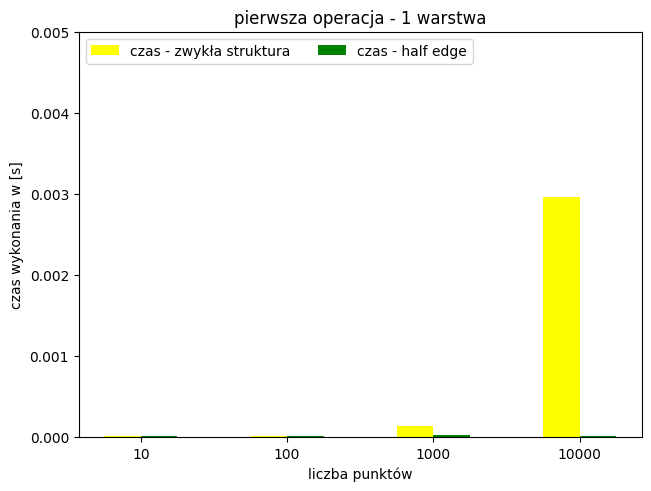 pierwsza operacja - 1 warstwa
czas - zwykła struktura czas - half edge
0.005
0.004
0.003
0.002
0.001
0.000
czas wykonania w [s]
10 100 1000 10000
liczba punktów